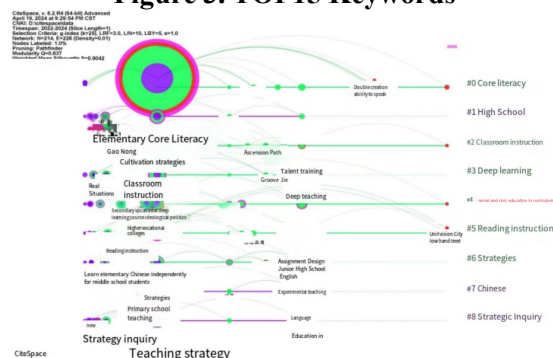 Figure 3: TOP15 Keywords
CiteSpace, v. 6.2.R4 (64-bit) Advanced
April 19, 2024 at 9:29:54 PM CST
CNKI: D:\citespace\data
Timespan: 2022-2024 (Slice Length=1)
Selection Criteria: g-index (k=25), LRF=3.0, L/N=10, LBY=5, e=1.0
Network: N=214, E=228 (Density=0.01)
Nodes Labeled: 1.0%
Pruning: Pathfinder
Modularity Q=0.837
Weighted Mean Silhouette S=0.9042
Double creation
ability to speak
#0 Core literacy
#1 High School
Elementary Core Literacy
Gao Nong
Ascension Path
#2 Classroom instruction
Cultivation strategies
Talent training
Groove Jie
#3 Deep learning
Real
Situations
Classroom
instruction
Deep teaching
#4
Secondary vocational deep
learning course ideological politics
Higher vocational
colleges
Unitvision City
low hand level
#5 Reading instruction
Reading instruction
Assignment Design
Junior High School
English
#6 Strategies
Learn elementary Chinese independently
for middle school students
Strategies
Experimental teaching
#7 Chinese
Primary school
teaching
new
Language
#8 Strategic Inquiry
Strategy inquiry
Education in
CiteSpace
Teaching strategy